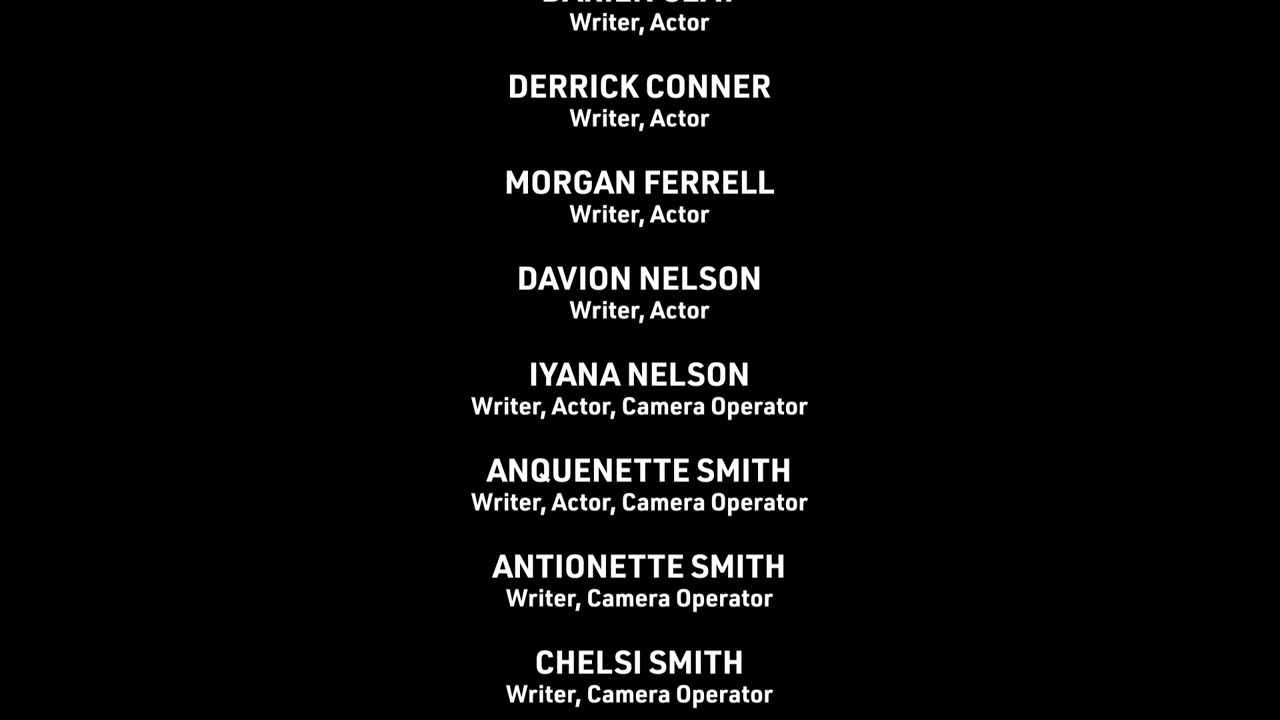 Writer, Actor
DERRICK CONNER
Writer, Actor
MORGAN FERRELL
Writer, Actor
DAVION NELSON
Writer, Actor
IYANA NELSON
Writer, Actor, Camera Operator
ANQUENETTE SMITH
Writer, Actor, Camera Operator
ANTIONETTE SMITH
Writer, Camera Operator
CHELSI SMITH
Writer, Camera Operator